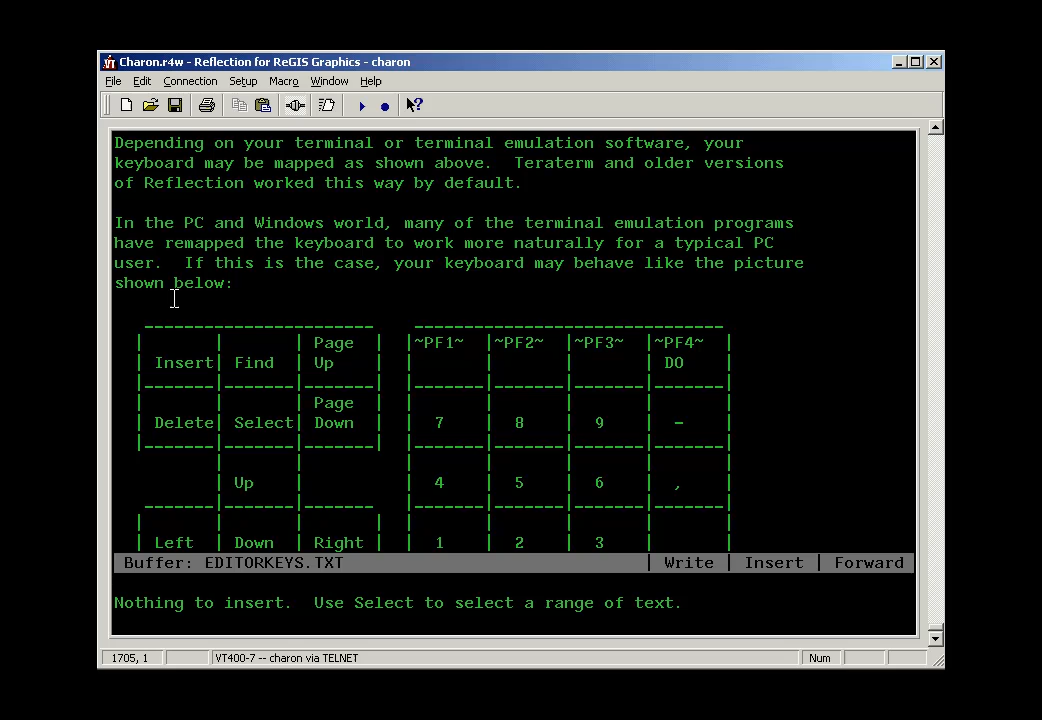 Charon.r4w - Reflection for ReGIS Graphics - charon
File Edit Connection Setup Macro Window Help
Depending on your terminal or terminal emulation software, your
keyboard may be mapped as shown above.  Teraterm and older versions
of Reflection worked this way by default.
In the PC and Windows world, many of the terminal emulation programs
have remapped the keyboard to work more naturally for a typical PC
user.  If this is the case, your keyboard may behave like the picture
shown below:
Page ~PF1~ ~PF2~ ~PF3~ ~PF4~
Insert Find Up DO
Page
Delete Select Down 7 8 9 -
Up 4 5 6 ,
Left Down Right 1 2 3
Buffer: EDITORKEYS.TXT | Write | Insert | Forward
Nothing to insert.  Use Select to select a range of text.
1705, 1 VT400-7 -- charon via TELNET Num